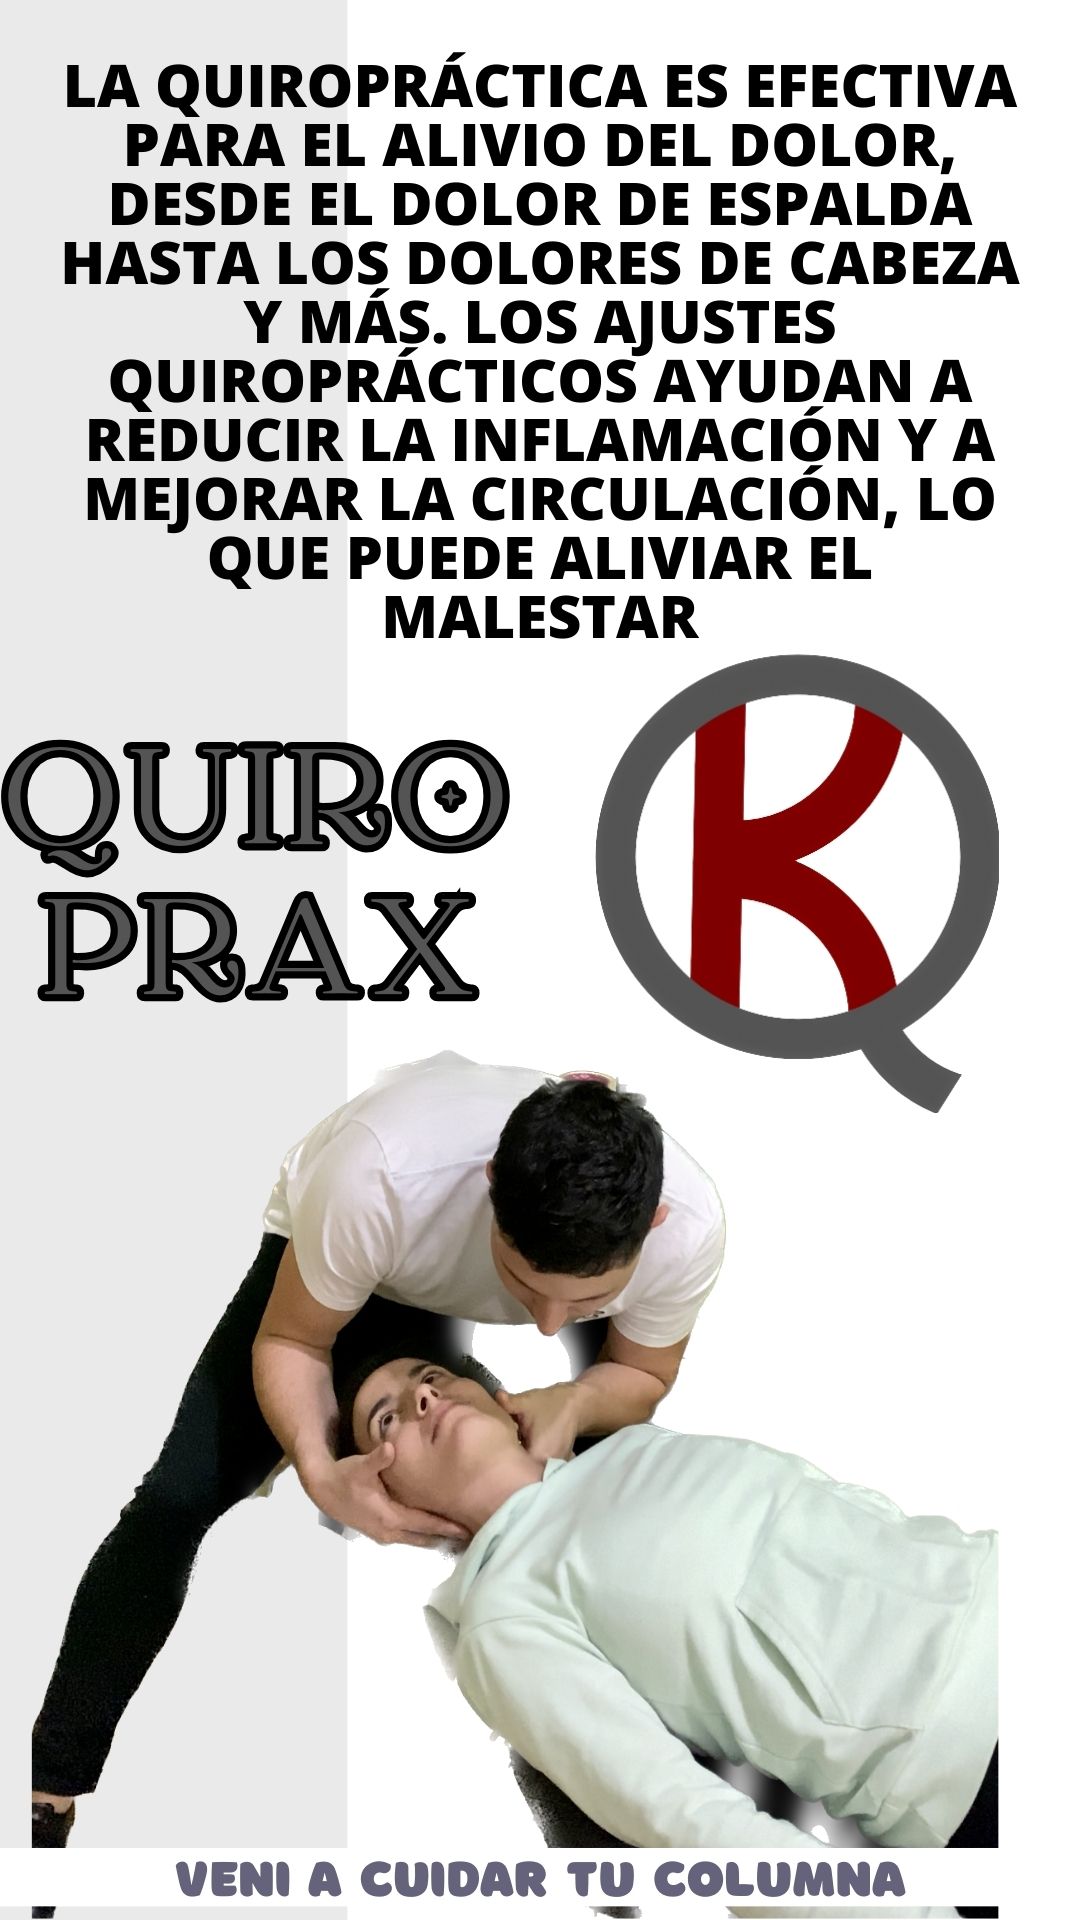 LA QUIROPRÁCTICA ES EFECTIVA
PARA EL ALIVIO DEL DOLOR,
DESDE EL DOLOR DE ESPALDA
HASTA LOS DOLORES DE CABEZA
Y MÁS. LOS AJUSTES
QUIROPRÁCTICOS AYUDAN A
REDUCIR LA INFLAMACIÓN Y A
MEJORAR LA CIRCULACIÓN, LO
QUE PUEDE ALIVIAR EL
MALESTAR
QUIRO
PRAX
QK
VENI A CUIDAR TU COLUMNA